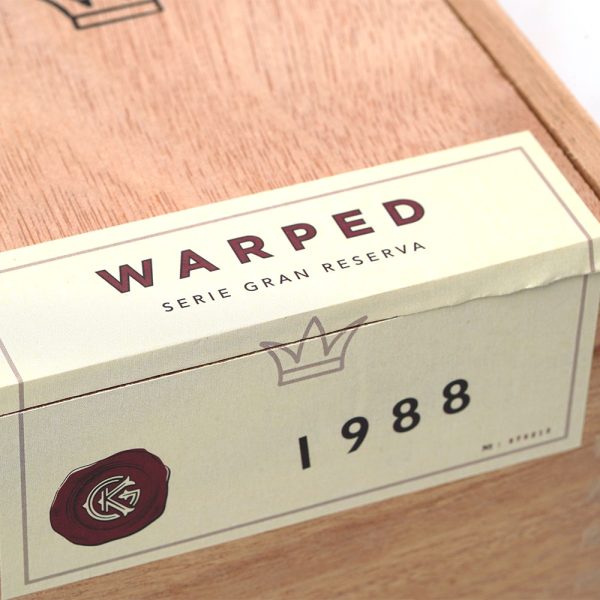 WARPED
SERIE GRAN RESERVA
1988